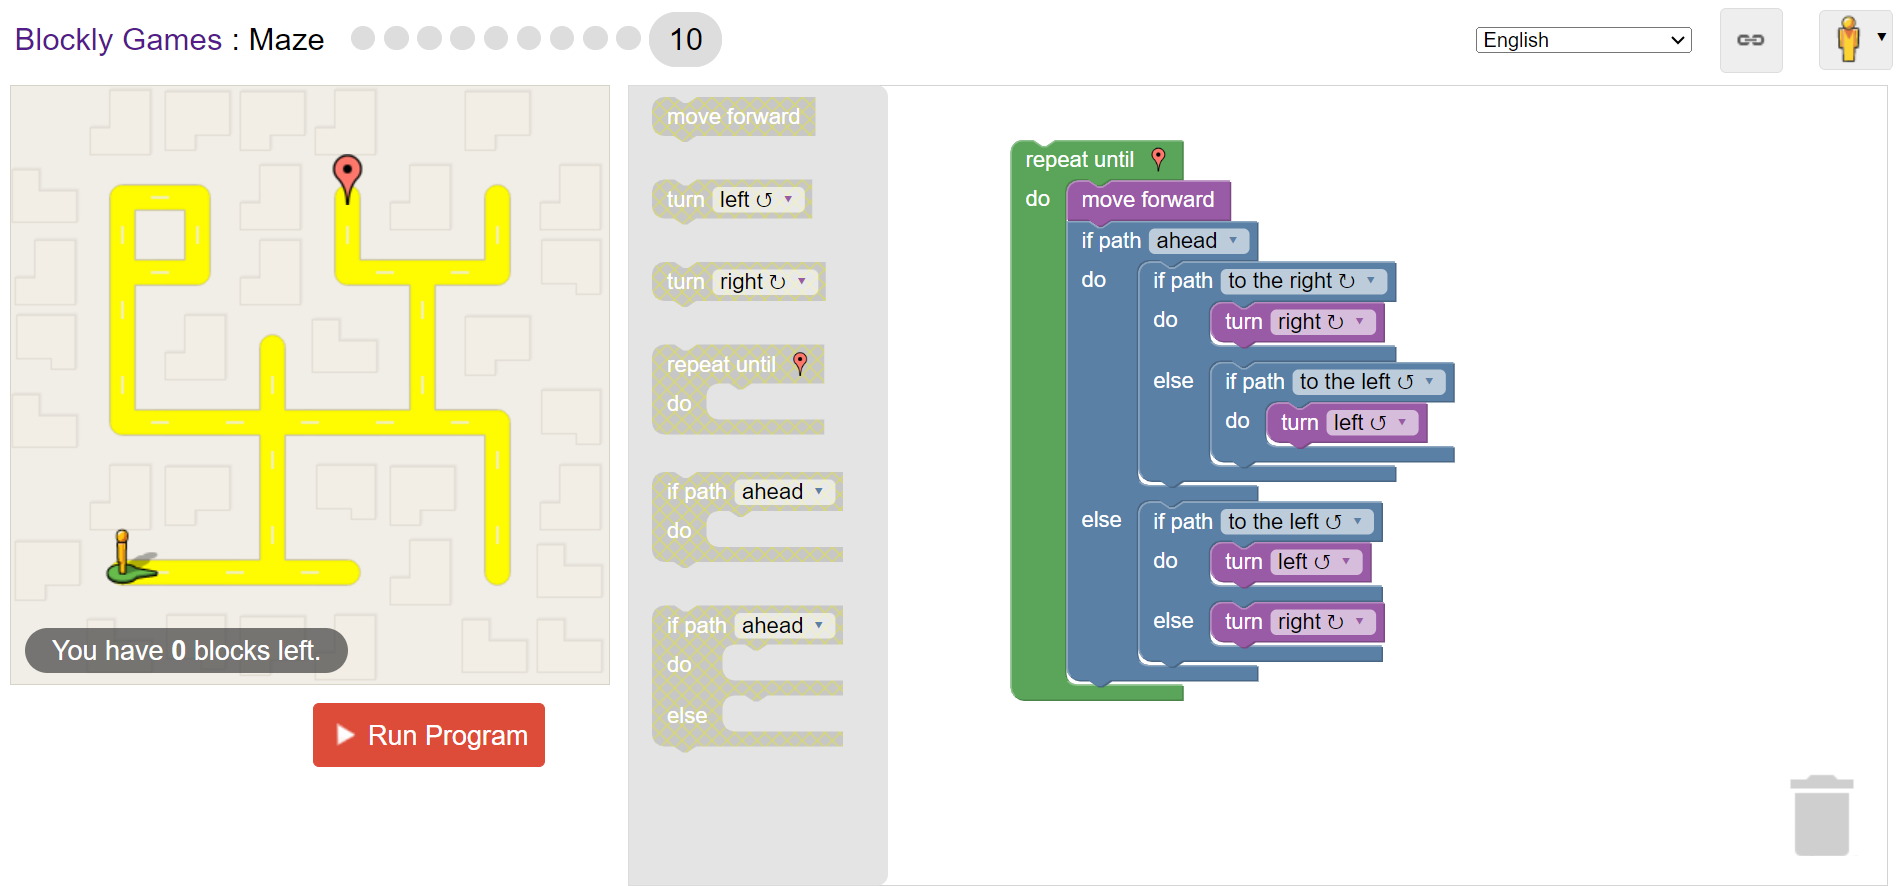 Blockly Games : Maze 10
English
You have 0 blocks left.
Run Program
move forward
turn left ↺
turn right ↻
repeat until
do
if path ahead
do
if path ahead
do
else
repeat until
do move forward
if path ahead
do if path to the right ↻
do turn right ↻
else if path to the left ↺
do turn left ↺
else if path to the left ↺
do turn left ↺
else turn right ↻